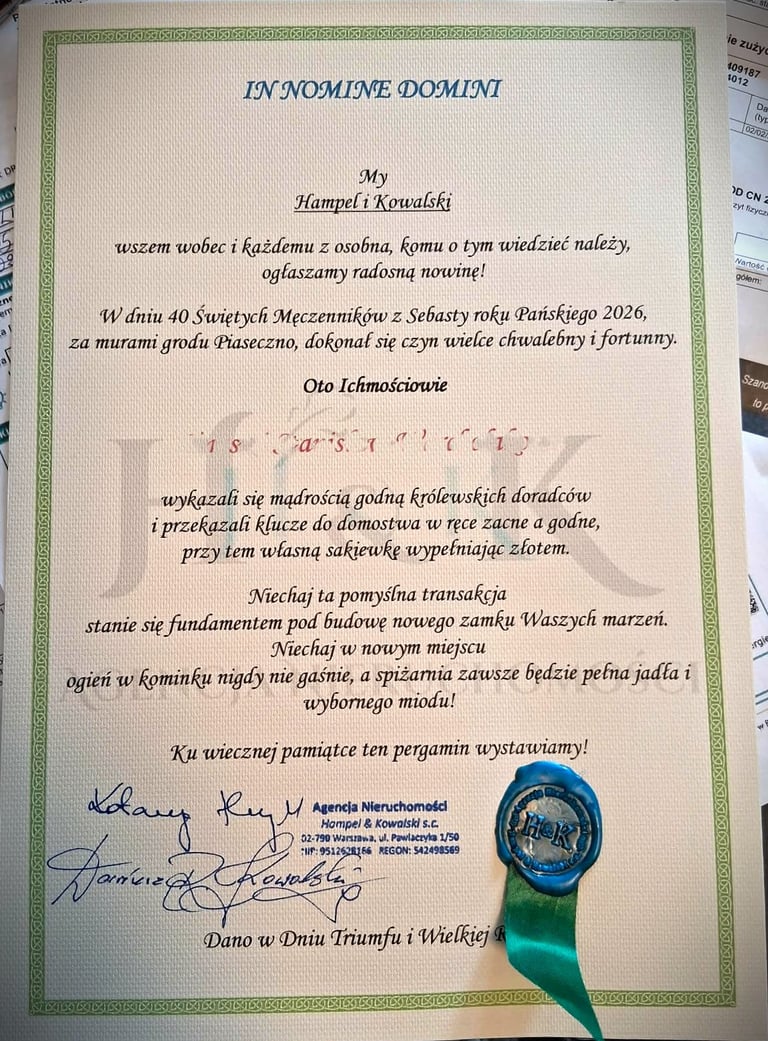 IN NOMINE DOMINI
My
Hampel i Kowalski
wszem wobec i każdemu z osobna, komu o tym wiedzieć należy,
ogłaszamy radosną nowinę!
W dniu 40 Świętych Męczenników z Sebasty roku Pańskiego 2026,
za murami grodu Piaseczno, dokonał się czyn wielce chwalebny i fortunny.
Oto Ichmościowie
wykazali się mądrością godną królewskich doradców
i przekazali klucze do domostwa w ręce zacne a godne,
przy tem własną sakiewkę wypełniając złotem.
Niechaj ta pomyślna transakcja
stanie się fundamentem pod budowę nowego zamku Waszych marzeń.
Niechaj w nowym miejscu
ogień w kominku nigdy nie gaśnie, a spiżarnia zawsze będzie pełna jadła i
wybornego miodu!
Ku wiecznej pamiątce ten pergamin wystawiamy!
Agencja Nieruchomości
Hampel & Kowalski s.c.
02-790 Warszawa, ul. Pawlaczyka 1/50
REGON: 542498569
Dariusz Kowalski
H&K
Dano w Dniu Triumfu i Wielkiej